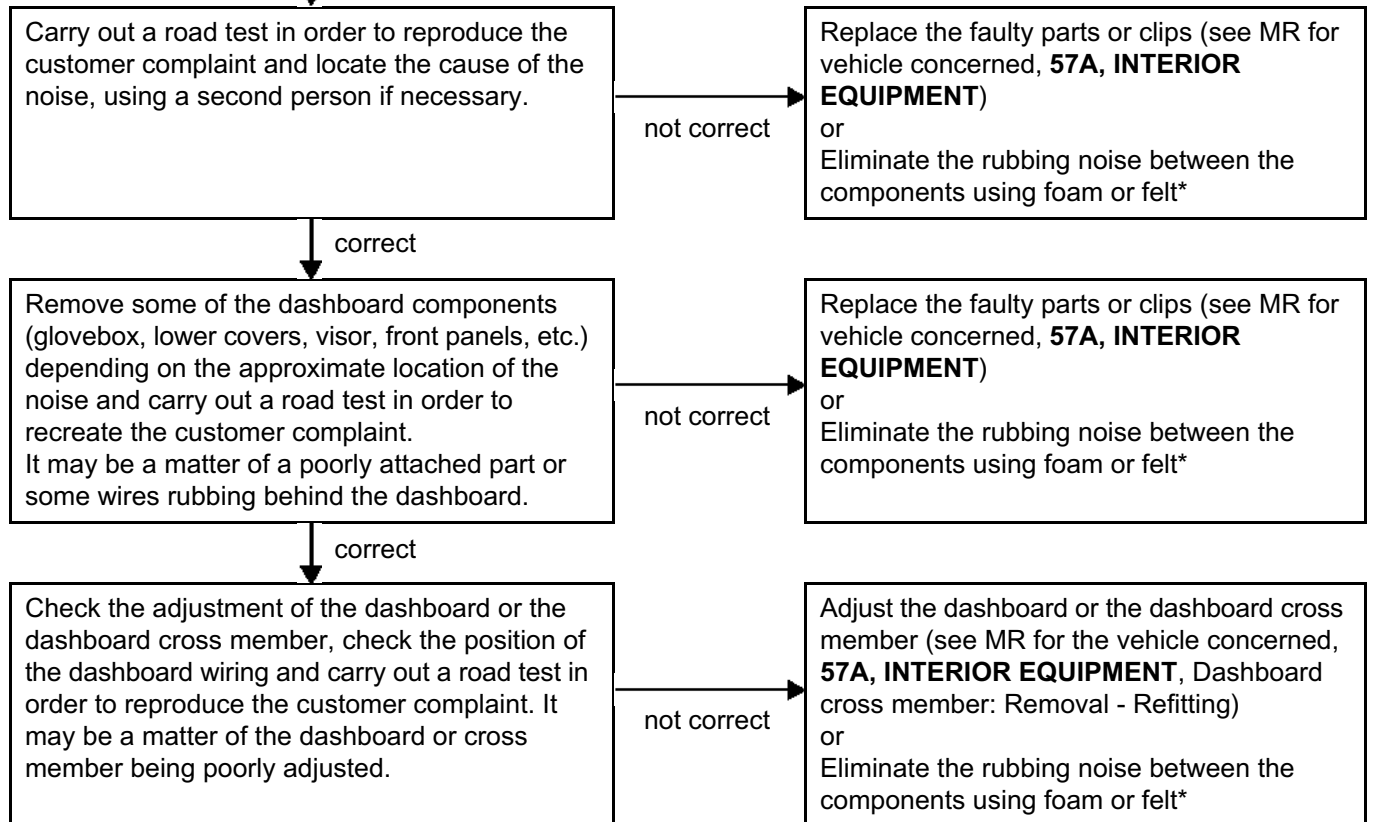 Carry out a road test in order to reproduce the
customer complaint and locate the cause of the
noise, using a second person if necessary.
not correct
Replace the faulty parts or clips (see MR for
vehicle concerned, 57A, INTERIOR
EQUIPMENT)
or
Eliminate the rubbing noise between the
components using foam or felt*
correct
Remove some of the dashboard components
(glovebox, lower covers, visor, front panels, etc.)
depending on the approximate location of the
noise and carry out a road test in order to
recreate the customer complaint.
It may be a matter of a poorly attached part or
some wires rubbing behind the dashboard.
not correct
Replace the faulty parts or clips (see MR for
vehicle concerned, 57A, INTERIOR
EQUIPMENT)
or
Eliminate the rubbing noise between the
components using foam or felt*
correct
Check the adjustment of the dashboard or the
dashboard cross member, check the position of
the dashboard wiring and carry out a road test in
order to reproduce the customer complaint. It
may be a matter of the dashboard or cross
member being poorly adjusted.
not correct
Adjust the dashboard or the dashboard cross
member (see MR for the vehicle concerned,
57A, INTERIOR EQUIPMENT, Dashboard
cross member: Removal - Refitting)
or
Eliminate the rubbing noise between the
components using foam or felt*